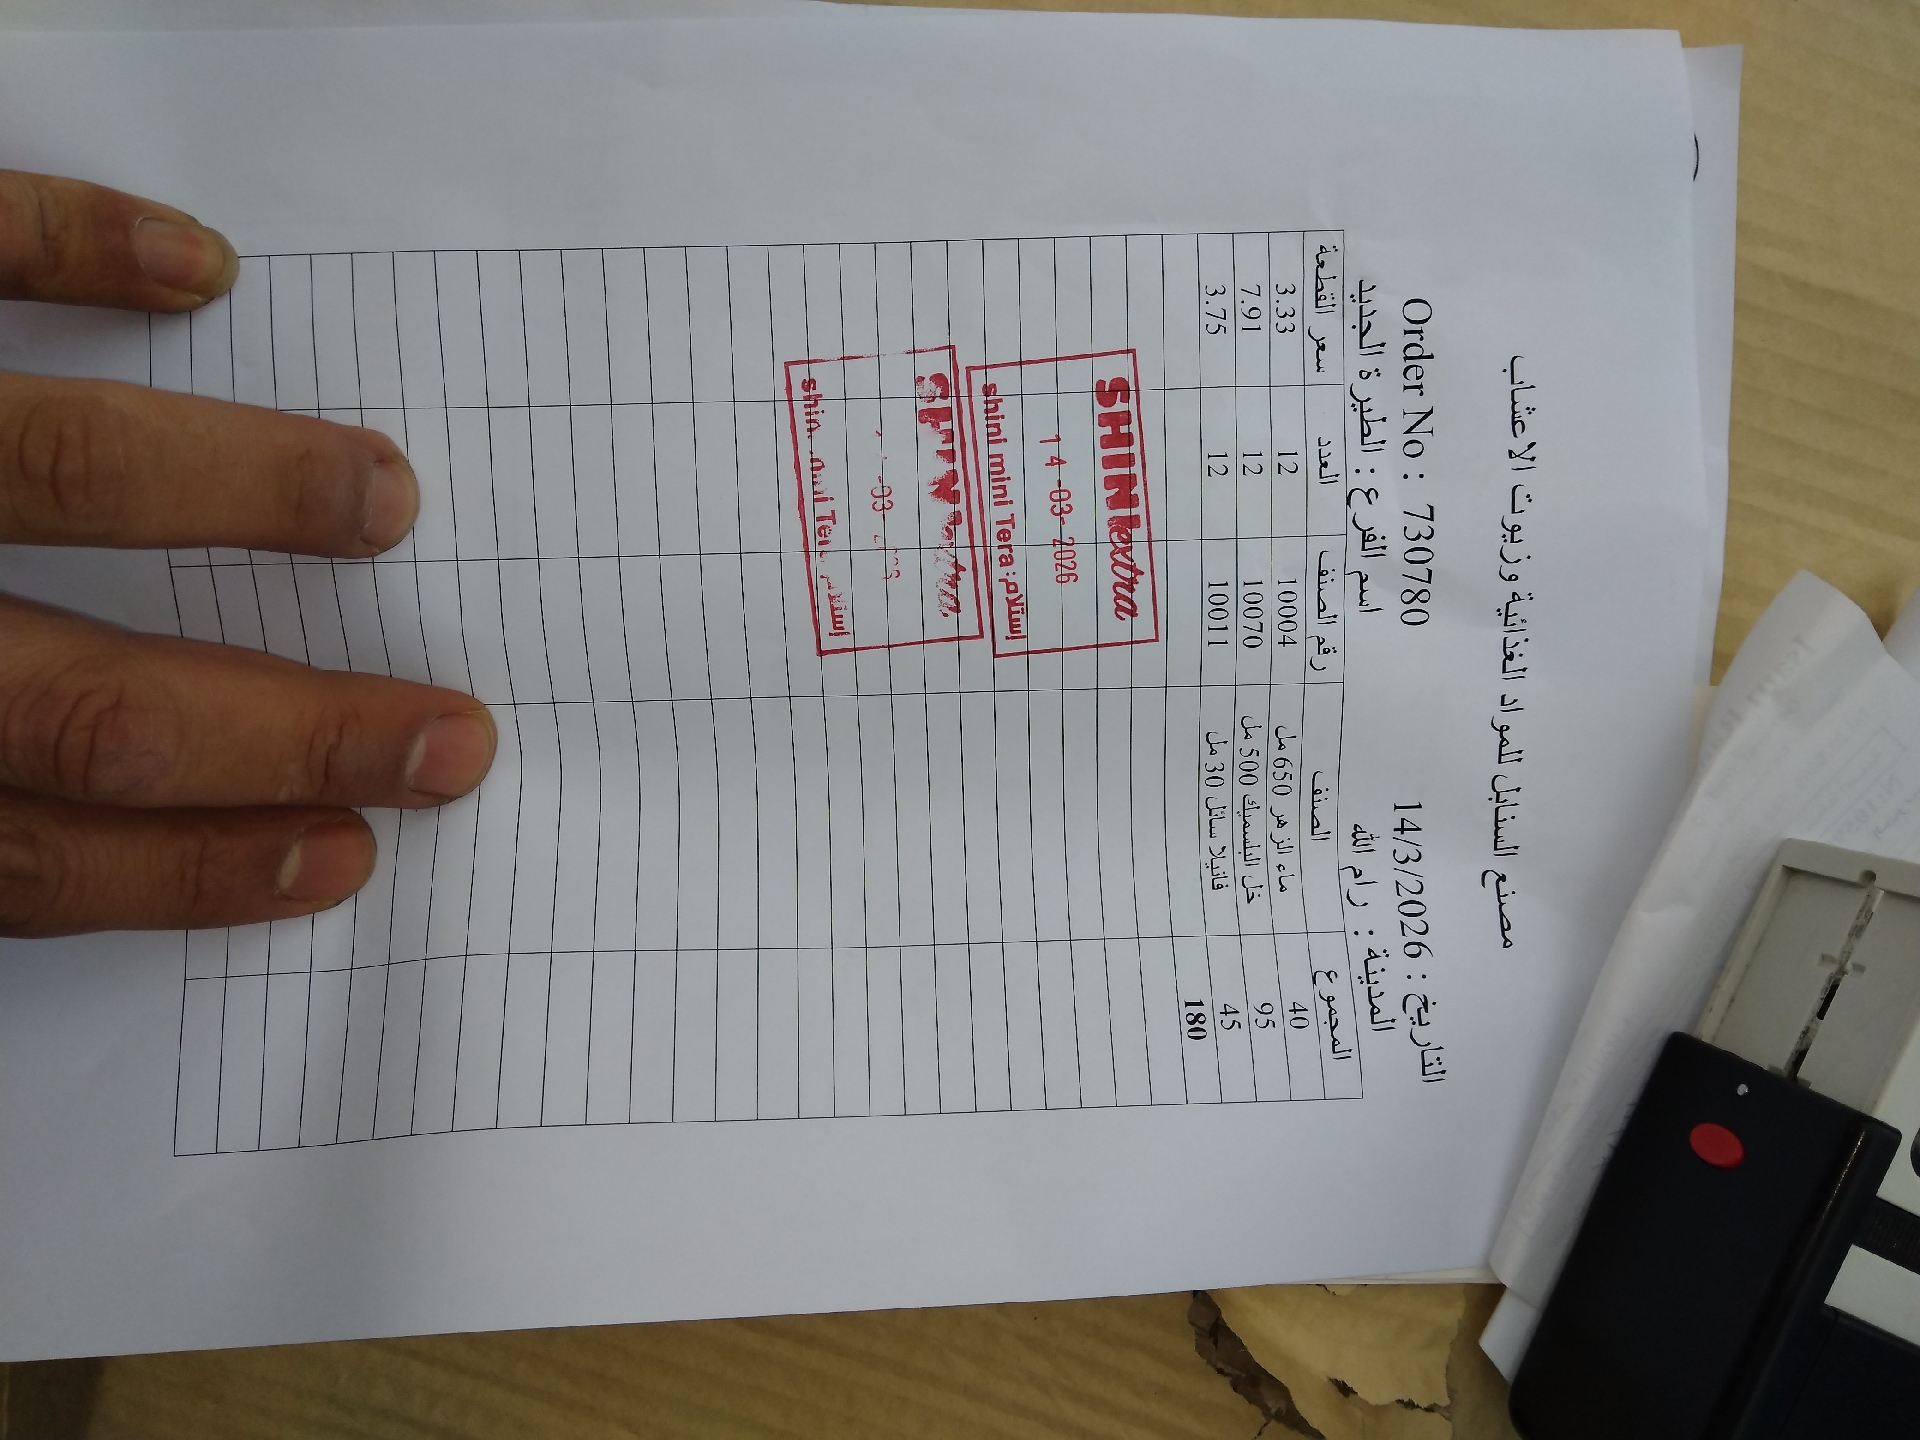 مصنع السنابل للمواد الغذائية وزيوت الاعشاب
Order No : 730780 التاريخ : 14/3/2026
اسم الفرع : الطيرة الجديد المدينة : رام الله
سعر القطعة العدد رقم الصنف الصنف المجموع
3.33 12 10004 ماء الزهر 650 مل 40
7.91 12 10070 خل البلسميك 500 مل 95
3.75 12 10011 فانيلا سائل 30 مل 45
180
SHINIextra
14-03-2026
shini mini Tera :إستلام